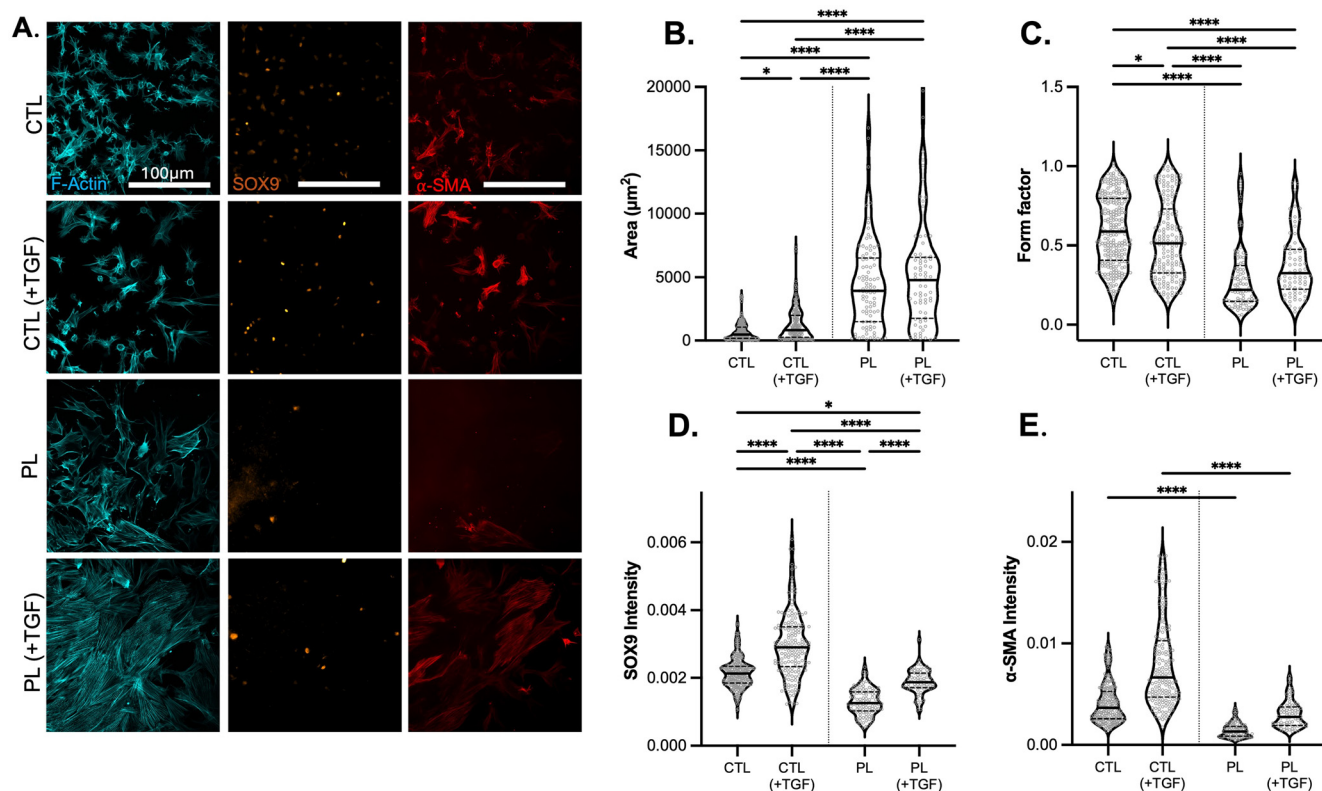 A.
CTL
F-Actin
100μm
SOX9
α-SMA
CTL (+TGF)
PL
PL (+TGF)
B.
****
****
****
* ****
Area (μm²)
20000
15000
10000
5000
0
CTL
CTL
(+TGF)
PL
PL
(+TGF)
C.
****
****
* ****
****
Form factor
1.5
1.0
0.5
0.0
CTL
CTL
(+TGF)
PL
PL
(+TGF)
D.
*
****
**** **** ****
****
SOX9 Intensity
0.006
0.004
0.002
0.000
CTL
CTL
(+TGF)
PL
PL
(+TGF)
E.
****
****
α-SMA Intensity
0.02
0.01
0.00
CTL
CTL
(+TGF)
PL
PL
(+TGF)